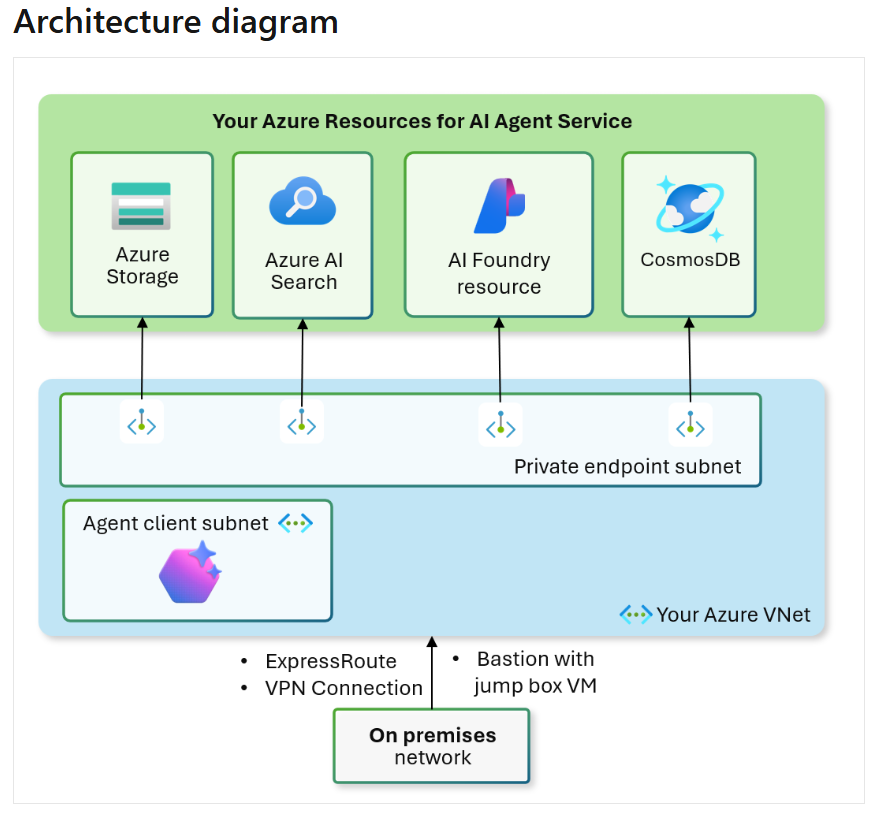 Architecture diagram
Your Azure Resources for AI Agent Service
Azure
Storage
Azure AI
Search
AI Foundry
resource
CosmosDB
Private endpoint subnet
Agent client subnet
Your Azure VNet
• ExpressRoute
• VPN Connection
• Bastion with
jump box VM
On premises
network